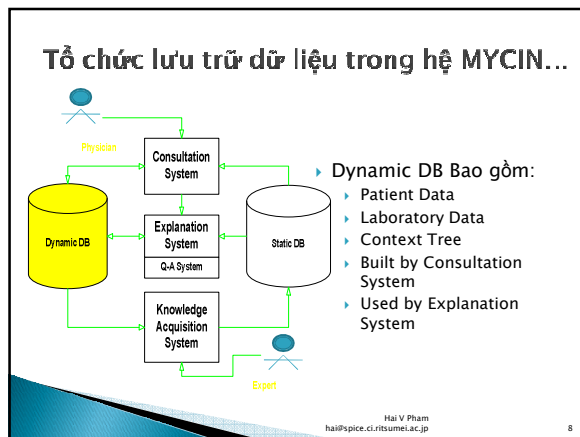 Tổ chức lưu trữ dữ liệu trong hệ MYCIN...
Physician
Consultation
System
Dynamic DB
Explanation
System
Q-A System
Static DB
Knowledge
Acquisition
System
Expert
Dynamic DB Bao gồm:
Patient Data
Laboratory Data
Context Tree
Built by Consultation
System
Used by Explanation
System
Hai V Pham
hai@spice.ci.ritsumei.ac.jp
8